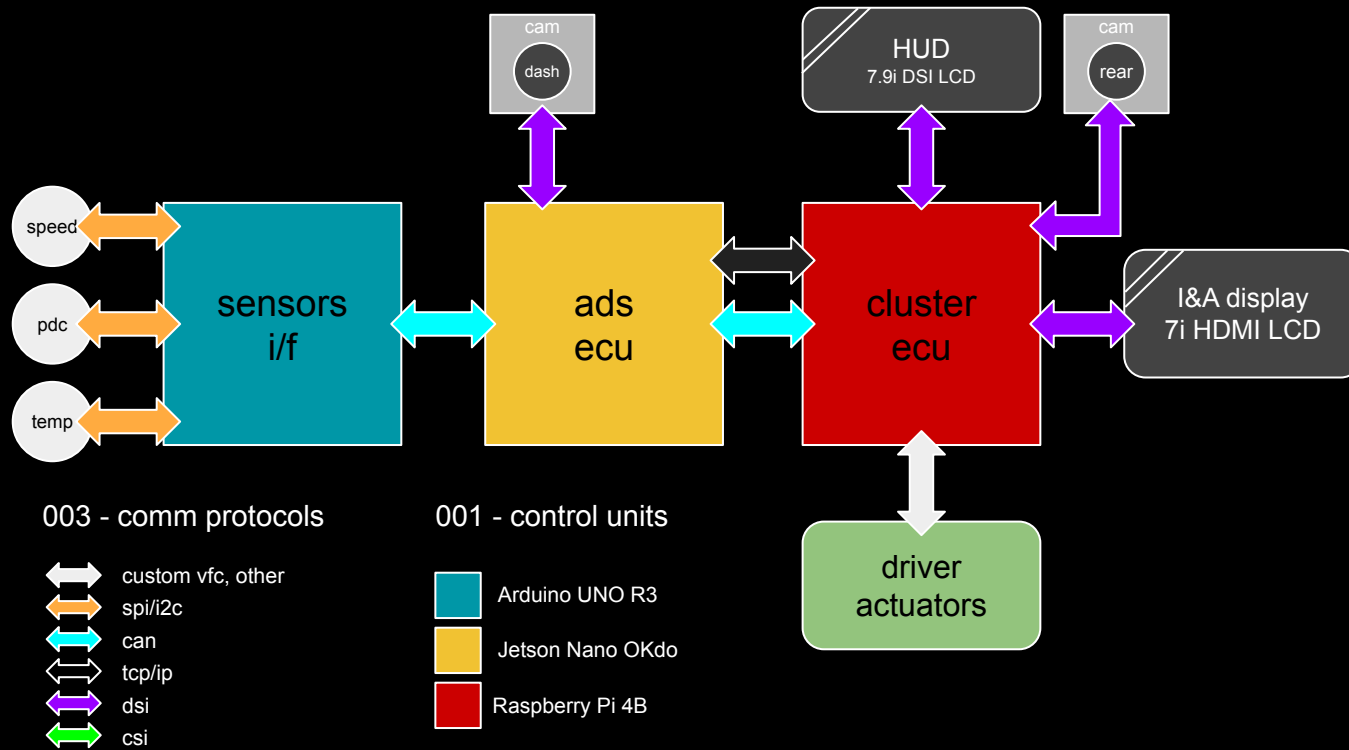 cam
dash
HUD
7.9i DSI LCD
cam
rear
speed
pdc
temp
sensors
i/f
ads
ecu
cluster
ecu
I&A display
7i HDMI LCD
driver
actuators
003 - comm protocols
custom vfc, other
spi/i2c
can
tcp/ip
dsi
csi
001 - control units
Arduino UNO R3
Jetson Nano OKdo
Raspberry Pi 4B